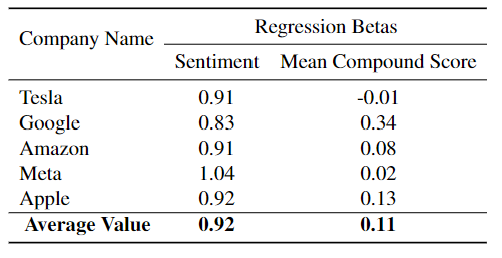 Company Name Regression Betas
Sentiment Mean Compound Score
Tesla 0.91 -0.01
Google 0.83 0.34
Amazon 0.91 0.08
Meta 1.04 0.02
Apple 0.92 0.13
Average Value 0.92 0.11